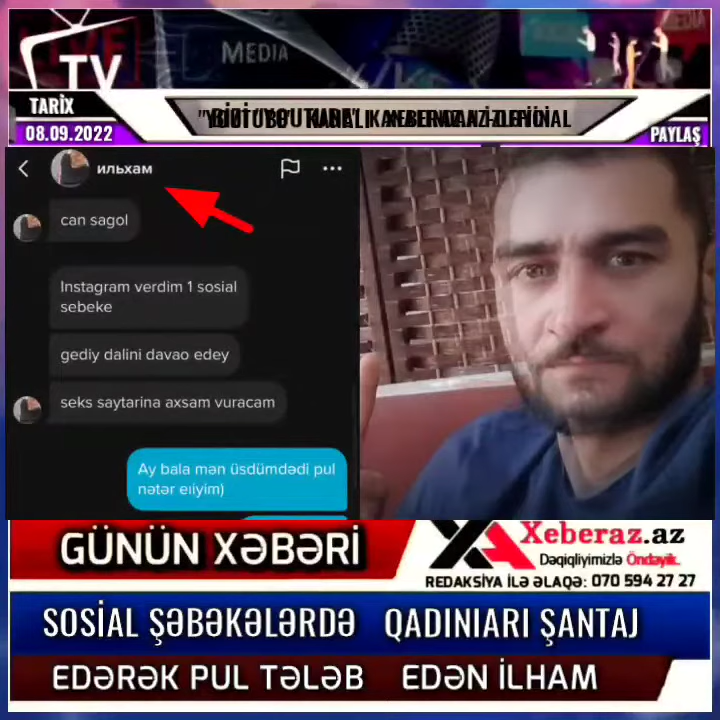 TV
MEDIA
TARİX
08.09.2022
PAYLAŞ
ильхам
can sagol
Instagram verdim 1 sosial
sebeke
gediy dalini davao edey
seks saytarina axsam vuracam
Ay bala mən üsdümdədi pul
nətər eliyim)
GÜNÜN XƏBƏRİ
XA Xeberaz.az
Dəqiqliyimizlə Öndəyik.
REDAKSİYA İLƏ ƏLAQƏ: 070 594 27 27
SOSİAL ŞƏBƏKƏLƏRDƏ QADINIARI ŞANTAJ
EDƏRƏK PUL TƏLƏB EDƏN İLHAM